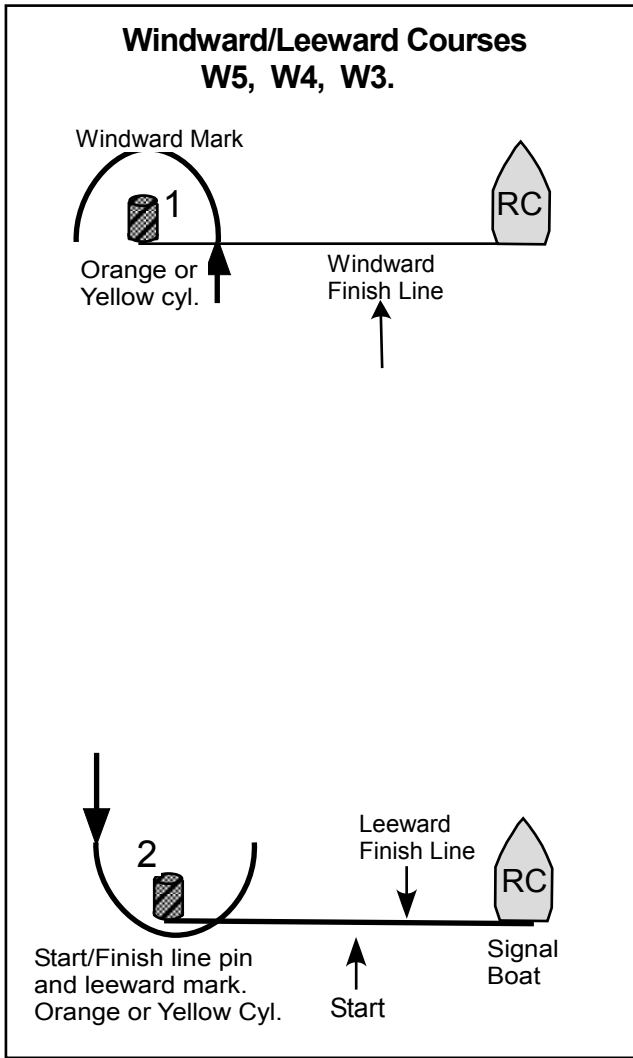 Windward/Leeward Courses
W5, W4, W3.
Windward Mark
1
RC
Orange or
Yellow cyl.
Windward
Finish Line
Leeward
Finish Line
2
RC
Start/Finish line pin
and leeward mark.
Orange or Yellow Cyl.
Start
Signal
Boat